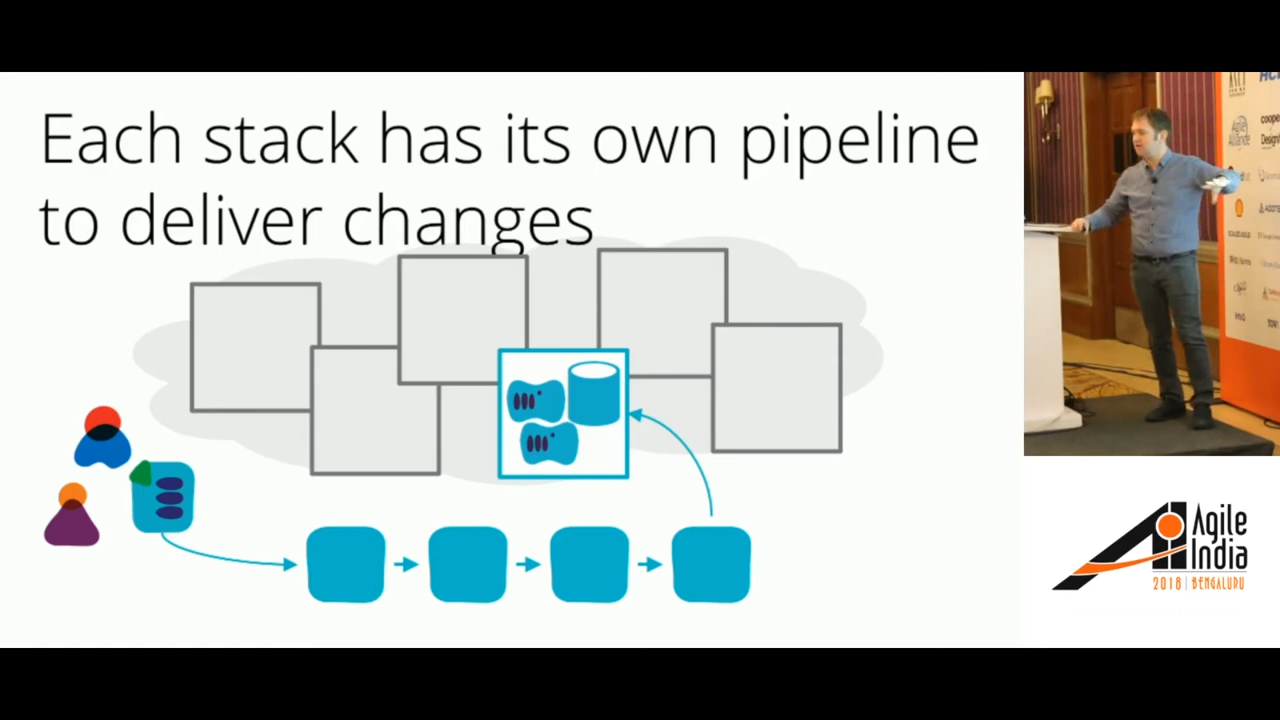 Each stack has its own pipeline
to deliver changes
Agile
India
2018 | BENGALURU